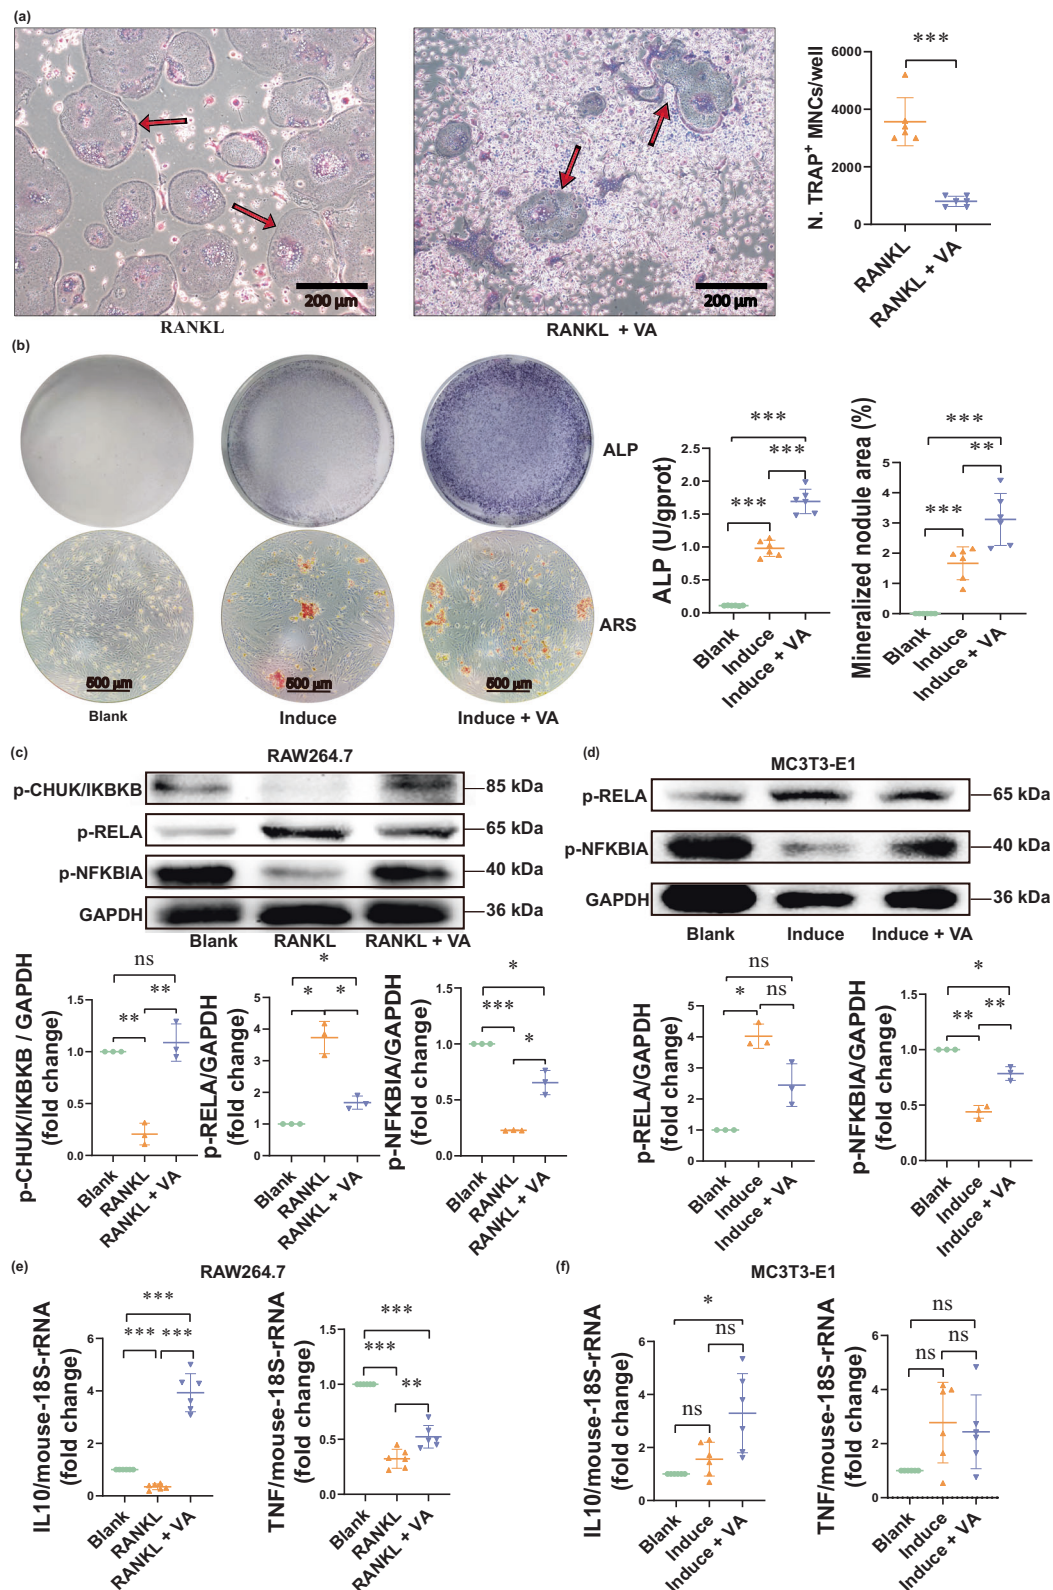 (a)
200 μm
RANKL
200 μm
RANKL + VA
N. TRAP+ MNCs/well
6000
4000
2000
0
***
RANKL
RANKL + VA
(b)
ALP
ARS
500 μm
Blank
500 μm
Induce
500 μm
Induce + VA
ALP (U/gprot)
2.5
2.0
1.5
1.0
0.5
0.0
***
***
***
Blank
Induce
Induce + VA
Mineralized nodule area (%)
6
5
4
3
2
1
0
***
**
***
Blank
Induce
Induce + VA
(c)
RAW264.7
p-CHUK/IKBKB
85 kDa
p-RELA
65 kDa
p-NFKBIA
40 kDa
GAPDH
36 kDa
Blank
RANKL
RANKL + VA
p-CHUK/IKBKB / GAPDH
(fold change)
1.5
1.0
0.5
0.0
ns
**
**
Blank
RANKL
RANKL + VA
p-RELA/GAPDH
(fold change)
5
4
3
2
1
0
*
*
*
Blank
RANKL
RANKL + VA
p-NFKBIA/GAPDH
(fold change)
1.5
1.0
0.5
0.0
*
***
*
Blank
RANKL
RANKL + VA
(d)
MC3T3-E1
p-RELA
65 kDa
p-NFKBIA
40 kDa
GAPDH
36 kDa
Blank
Induce
Induce + VA
p-RELA/GAPDH
(fold change)
5
4
3
2
1
0
ns
*
ns
Blank
Induce
Induce + VA
p-NFKBIA/GAPDH
(fold change)
1.5
1.0
0.5
0.0
*
**
**
Blank
Induce
Induce + VA
(e)
RAW264.7
IL10/mouse-18S-rRNA
(fold change)
6
4
2
0
***
***
***
Blank
RANKL
RANKL + VA
TNF/mouse-18S-rRNA
(fold change)
1.5
1.0
0.5
0.0
***
***
**
Blank
RANKL
RANKL + VA
(f)
MC3T3-E1
IL10/mouse-18S-rRNA
(fold change)
6
4
2
0
*
ns
ns
Blank
Induce
Induce + VA
TNF/mouse-18S-rRNA
(fold change)
6
4
2
0
ns
ns
ns
Blank
Induce
Induce + VA